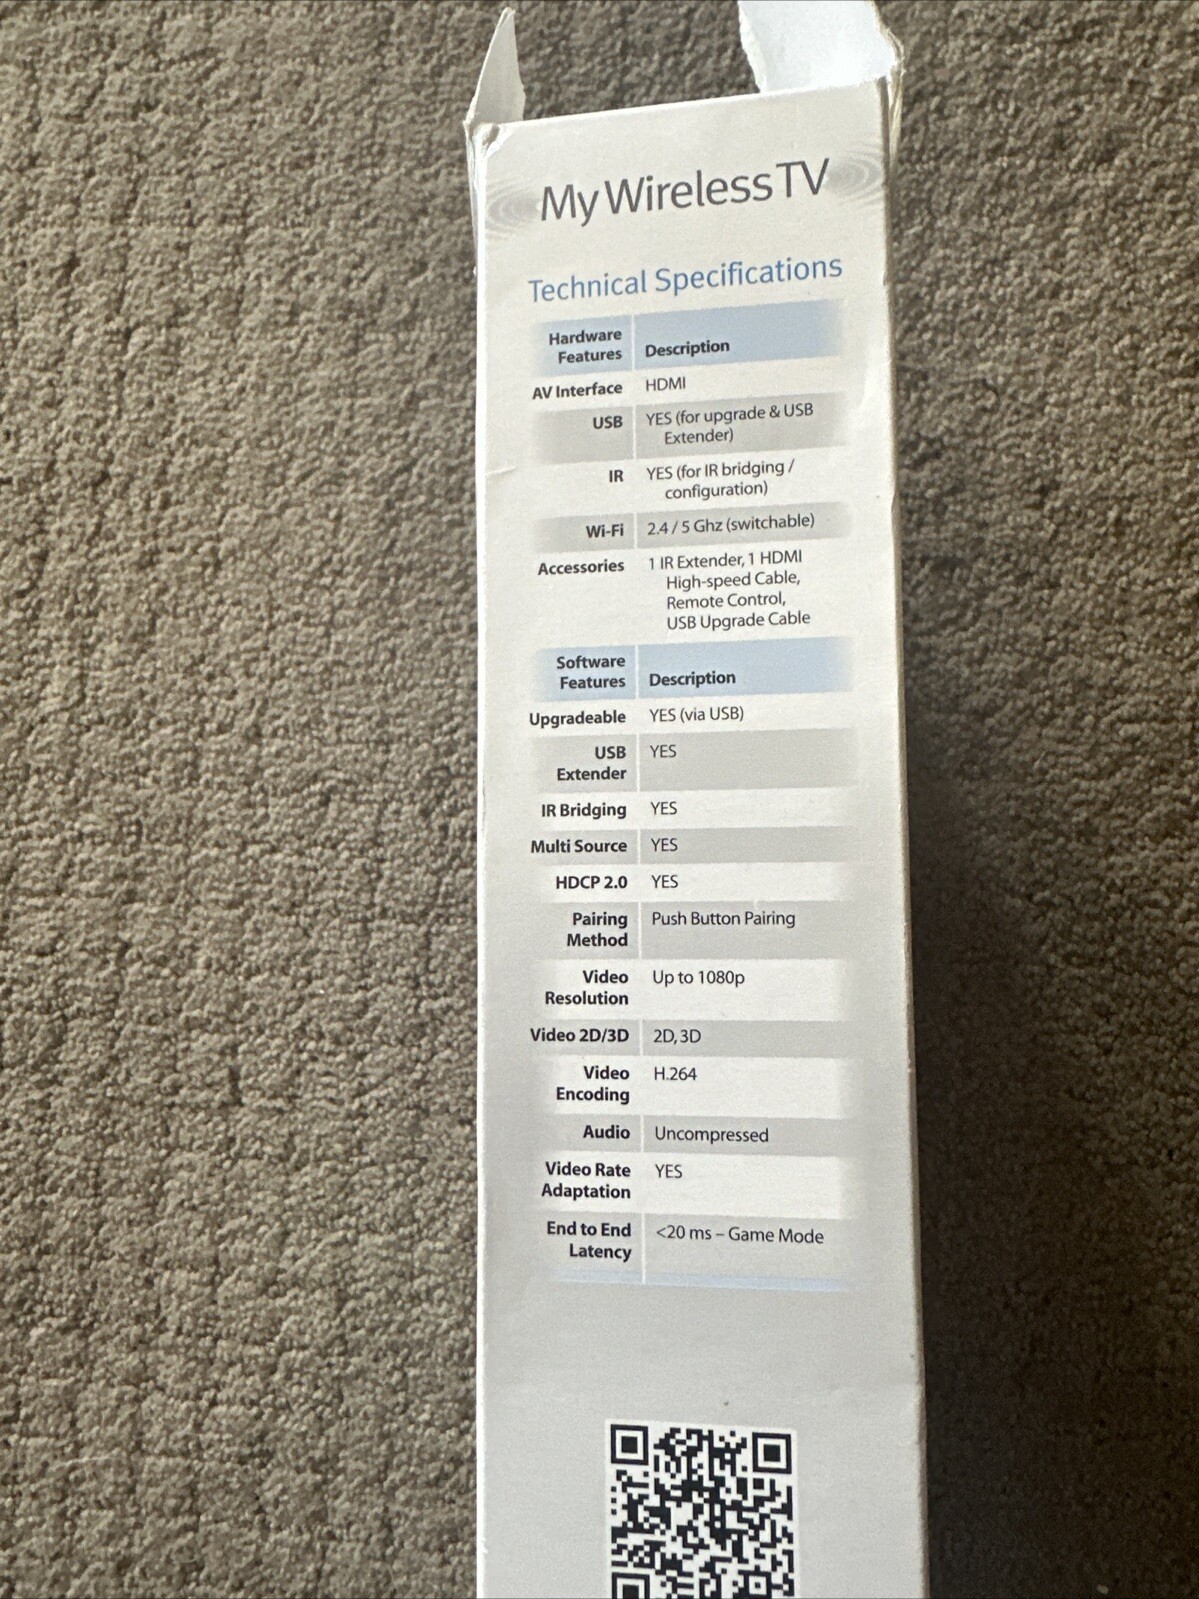 My WirelessTV
Technical Specifications
Hardware Features Description
AV Interface HDMI
USB YES (for upgrade & USB
Extender)
IR YES (for IR bridging /
configuration)
Wi-Fi 2.4 / 5 Ghz (switchable)
Accessories 1 IR Extender, 1 HDMI
High-speed Cable,
Remote Control,
USB Upgrade Cable
Software Features Description
Upgradeable YES (via USB)
USB Extender YES
IR Bridging YES
Multi Source YES
HDCP 2.0 YES
Pairing Method Push Button Pairing
Video Resolution Up to 1080p
Video 2D/3D 2D, 3D
Video Encoding H.264
Audio Uncompressed
Video Rate Adaptation YES
End to End Latency <20 ms – Game Mode